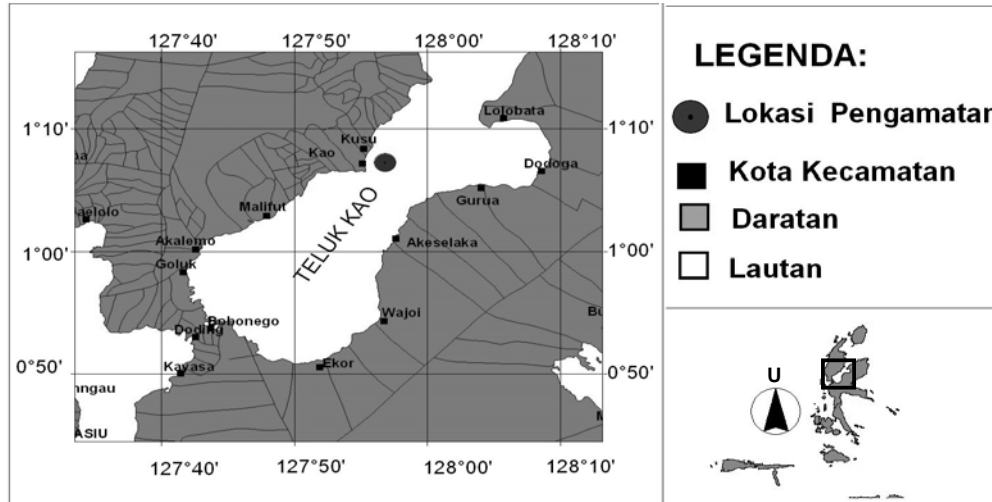 127°40' 127°50' 128°00' 128°10'
LEGENDA:
Lokasi Pengamatan
Kota Kecamatan
Daratan
Lautan
Lolobata
1°10' 1°10'
Kusu
Kao
Dodoga
Gurua
Malifut
TELUK KAO
Akalemo
Akeselaka
1°00' 1°00'
Goluk
Wajoi
Bobonego
Doding
Ekor
Kayasa
0°50' 0°50'
U
127°40' 127°50' 128°00' 128°10'